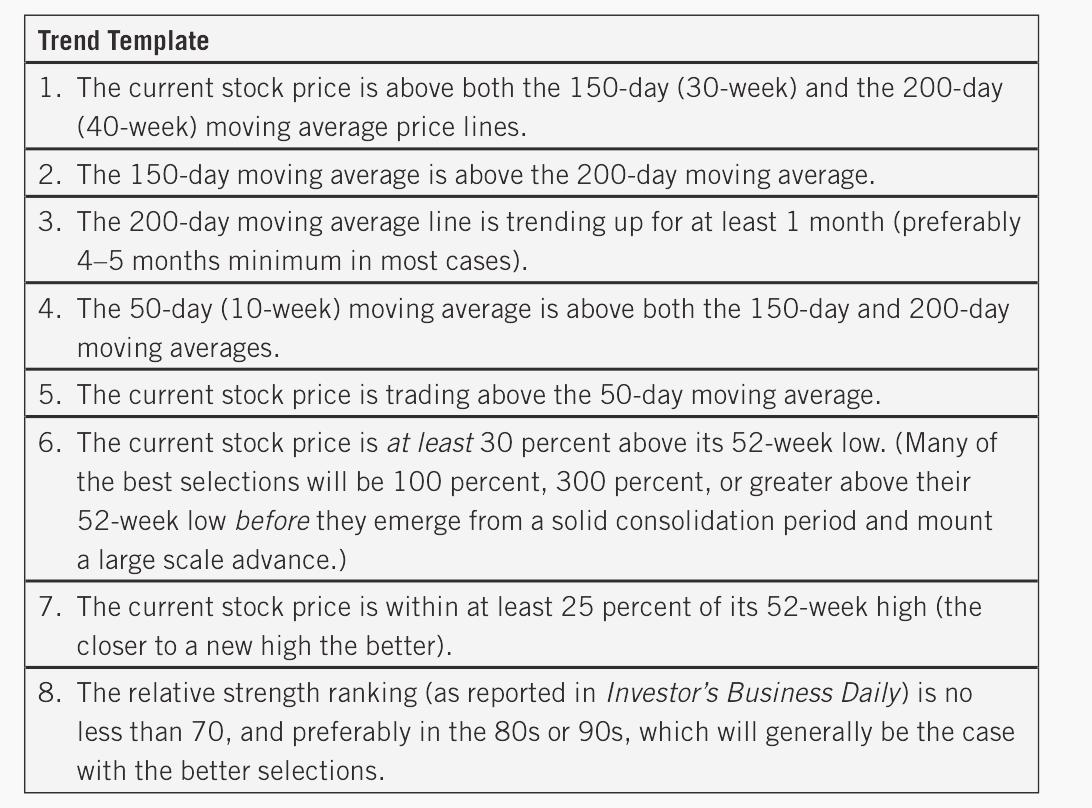 Trend Template
1. The current stock price is above both the 150-day (30-week) and the 200-day
(40-week) moving average price lines.
2. The 150-day moving average is above the 200-day moving average.
3. The 200-day moving average line is trending up for at least 1 month (preferably
4–5 months minimum in most cases).
4. The 50-day (10-week) moving average is above both the 150-day and 200-day
moving averages.
5. The current stock price is trading above the 50-day moving average.
6. The current stock price is at least 30 percent above its 52-week low. (Many of
the best selections will be 100 percent, 300 percent, or greater above their
52-week low before they emerge from a solid consolidation period and mount
a large scale advance.)
7. The current stock price is within at least 25 percent of its 52-week high (the
closer to a new high the better).
8. The relative strength ranking (as reported in Investor’s Business Daily) is no
less than 70, and preferably in the 80s or 90s, which will generally be the case
with the better selections.